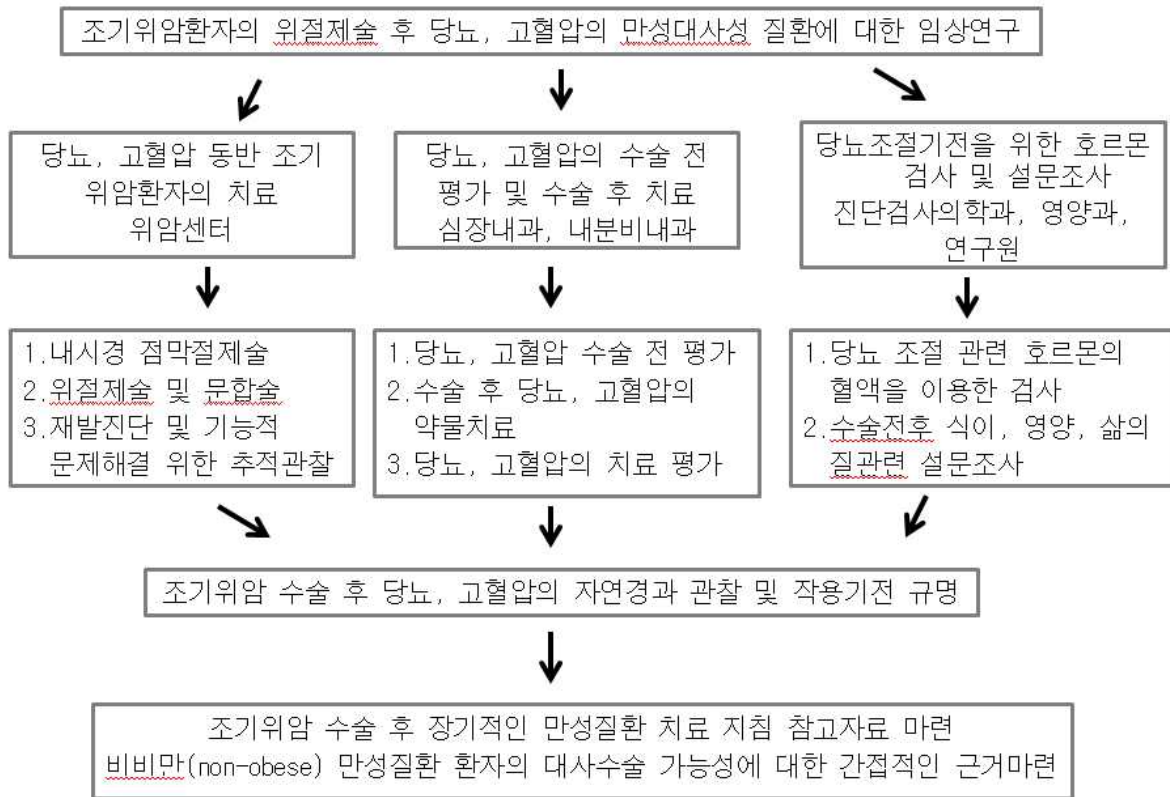 조기위암환자의 위절제술 후 당뇨, 고혈압의 만성대사성 질환에 대한 임상연구
당뇨, 고혈압 동반 조기
위암환자의 치료
위암센터
당뇨, 고혈압의 수술 전
평가 및 수술 후 치료
심장내과, 내분비내과
당뇨조절기전을 위한 호르몬
검사 및 설문조사
진단검사의학과, 영양과,
연구원
1.내시경 점막절제술
2.위절제술 및 문합술
3.재발진단 및 기능적
문제해결 위한 추적관찰
1.당뇨, 고혈압 수술 전 평가
2.수술 후 당뇨, 고혈압의
약물치료
3.당뇨, 고혈압의 치료 평가
1.당뇨 조절 관련 호르몬의
혈액을 이용한 검사
2.수술전후 식이, 영양, 삶의
질관련 설문조사
조기위암 수술 후 당뇨, 고혈압의 자연경과 관찰 및 작용기전 규명
조기위암 수술 후 장기적인 만성질환 치료 지침 참고자료 마련
비비만(non-obese) 만성질환 환자의 대사수술 가능성에 대한 간접적인 근거마련